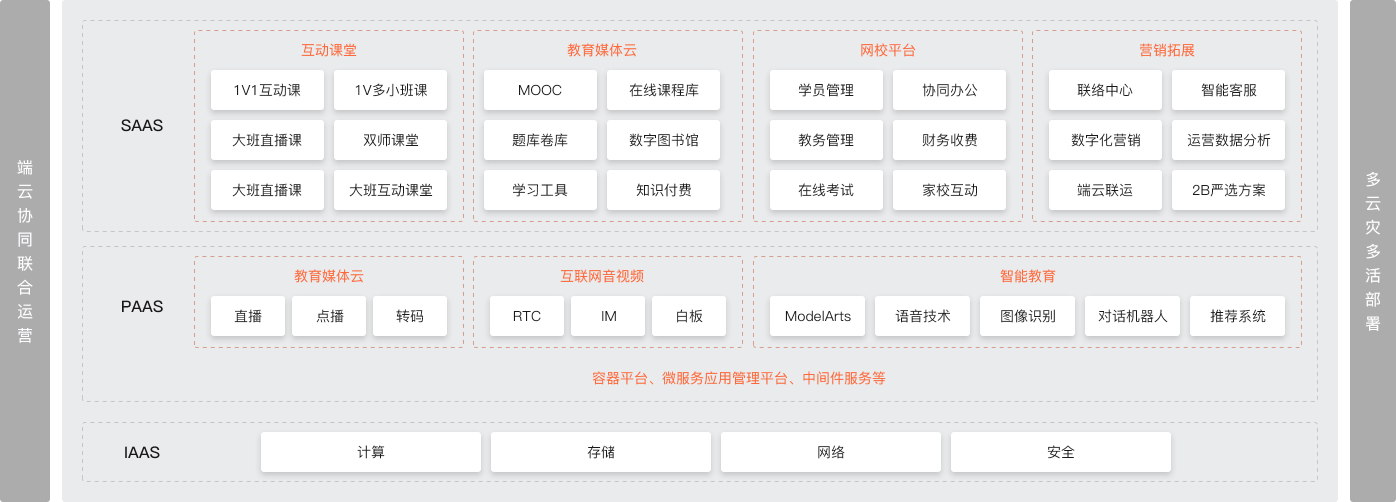 端云协同联合运营
SAAS
互动课堂
1V1互动课
1V多小班课
大班直播课
双师课堂
大班直播课
大班互动课堂
教育媒体云
MOOC
在线课程库
题库卷库
数字图书馆
学习工具
知识付费
网校平台
学员管理
协同办公
教务管理
财务收费
在线考试
家校互动
营销拓展
联络中心
智能客服
数字化营销
运营数据分析
端云联运
2B严选方案
PAAS
教育媒体云
直播
点播
转码
互联网音视频
RTC
IM
白板
智能教育
ModelArts
语音技术
图像识别
对话机器人
推荐系统
容器平台、微服务应用管理平台、中间件服务等
IAAS
计算
存储
网络
安全
多云灾多活部署